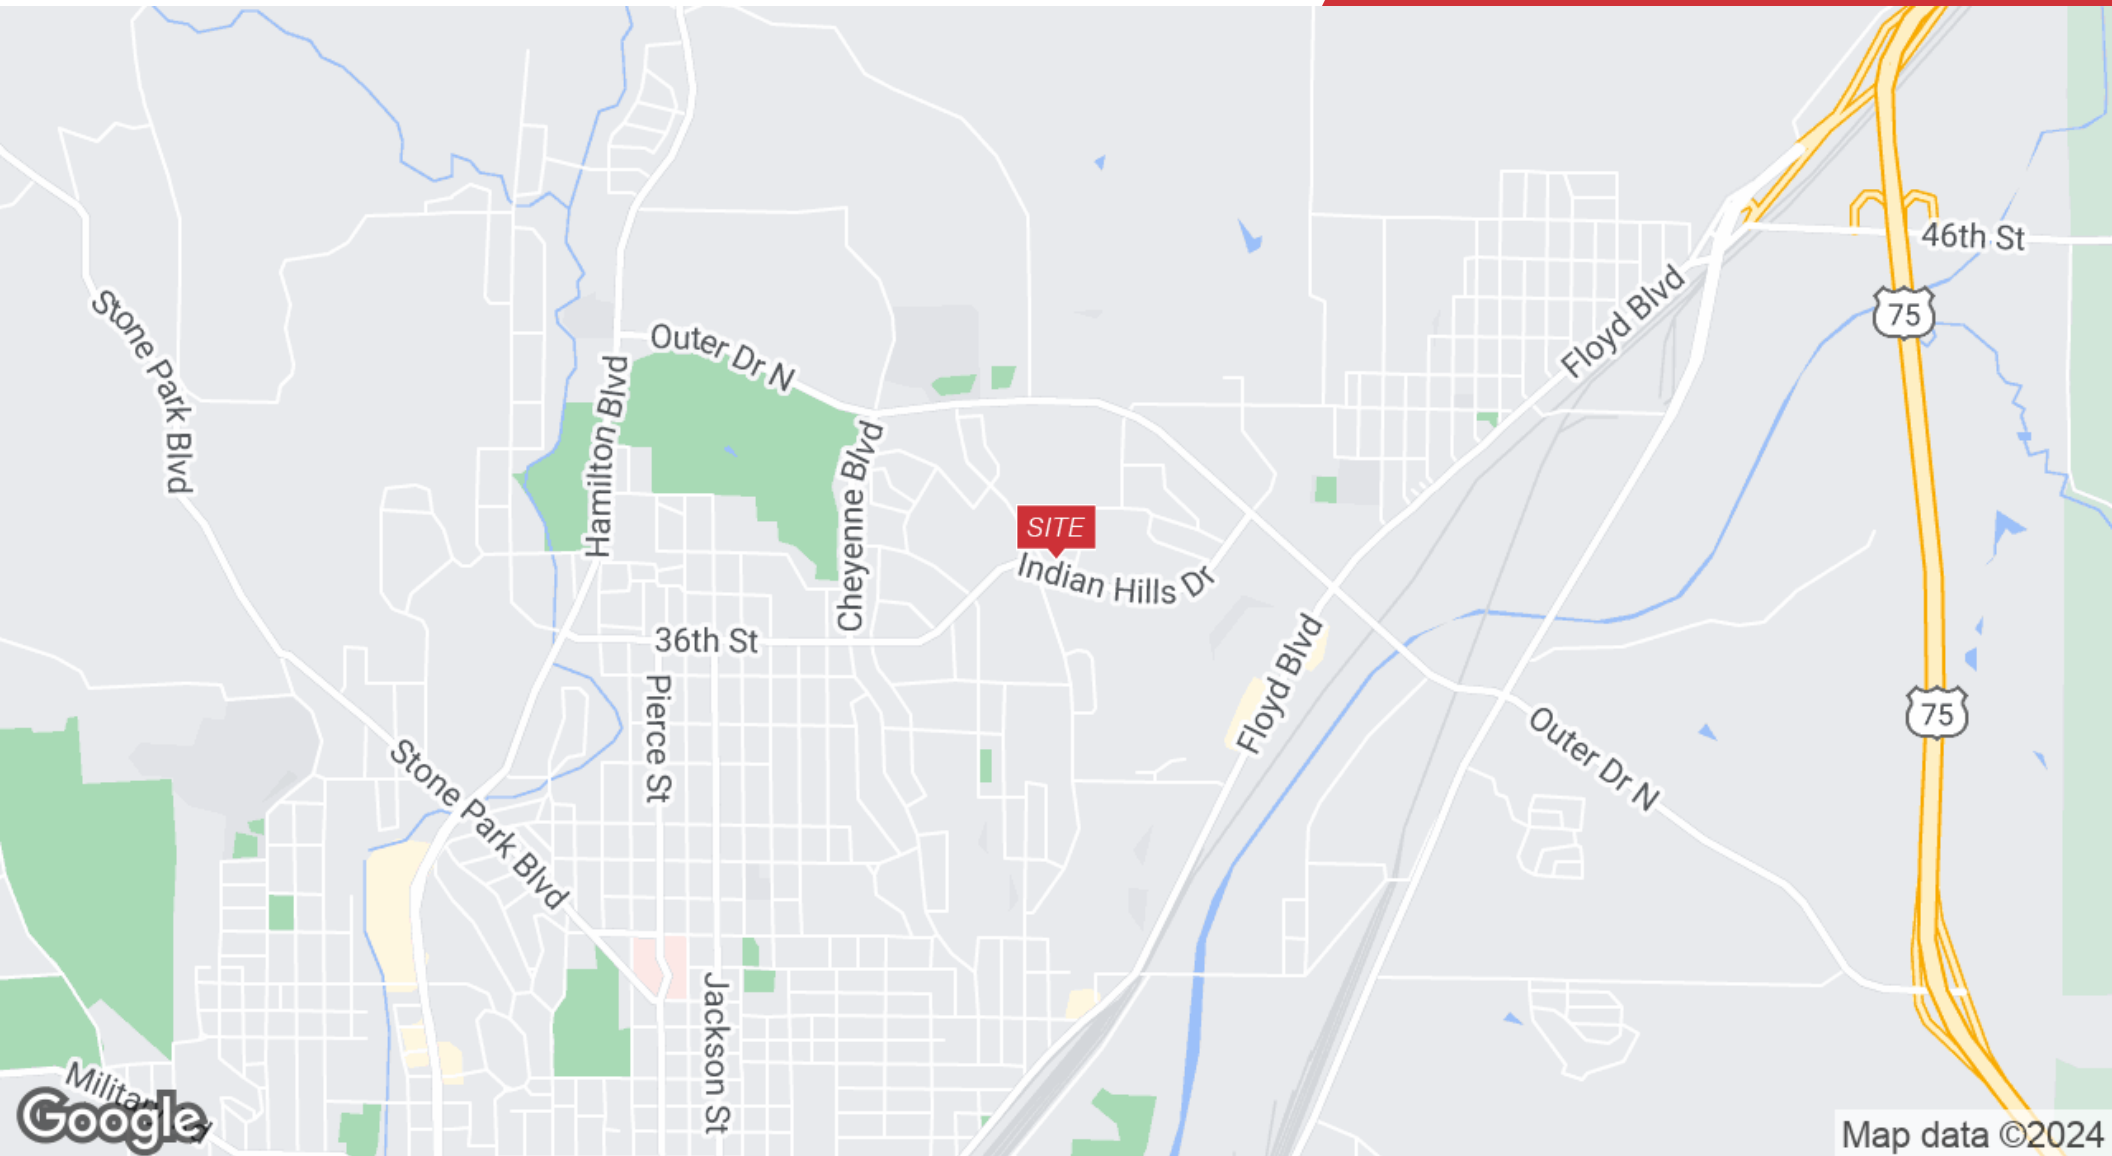 46th St
75
Floyd Blvd
Stone Park Blvd
Outer Dr N
Hamilton Blvd
Cheyenne Blvd
SITE
Indian Hills Dr
36th St
Floyd Blvd
Pierce St
75
Outer Dr N
Stone Park Blvd
Jackson St
Military Rd
Google
Map data ©2024